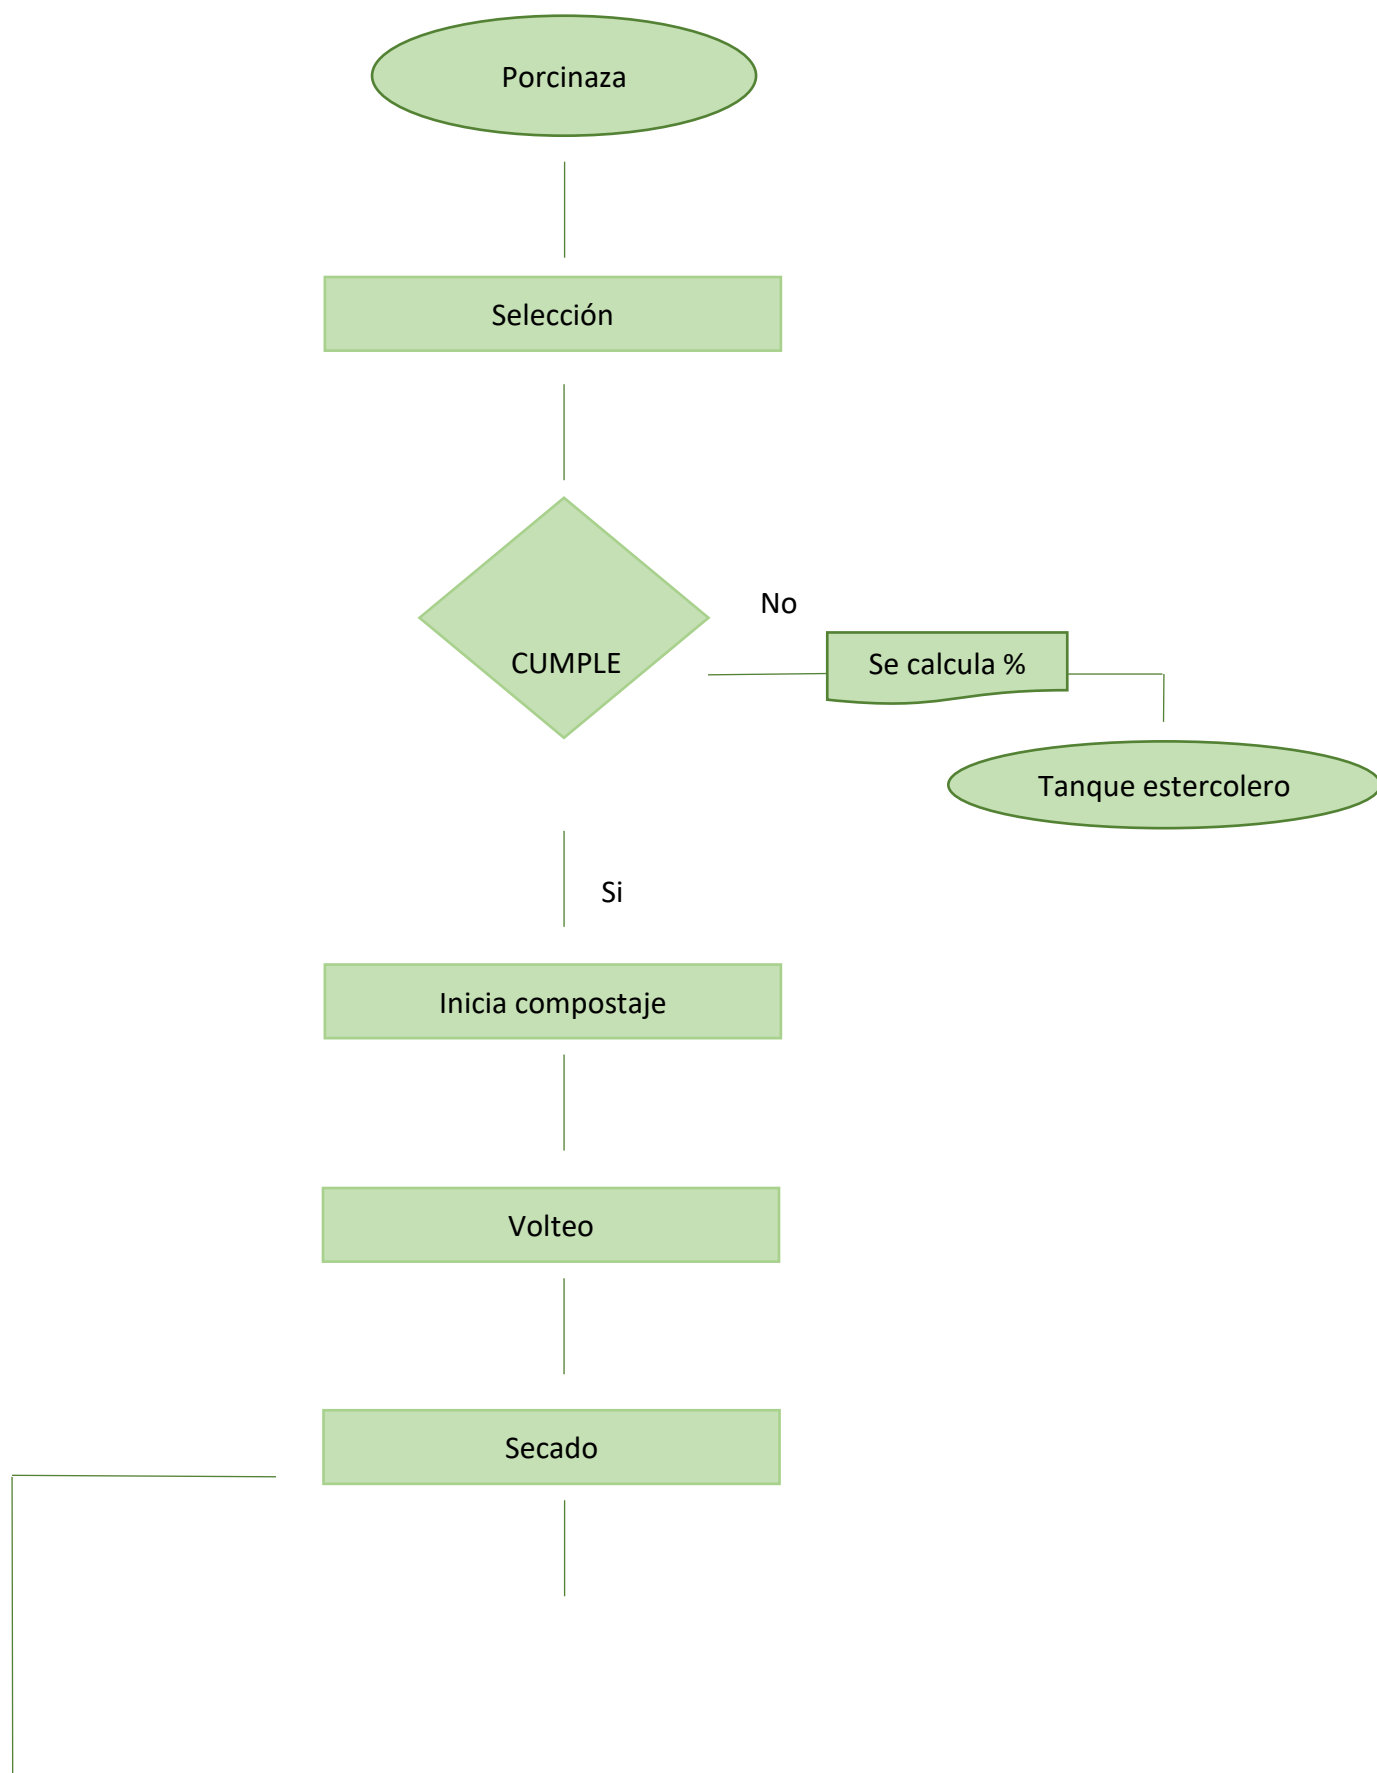 Porcinaza
Selección
No
CUMPLE
Se calcula %
Tanque estercolero
Si
Inicia compostaje
Volteo
Secado